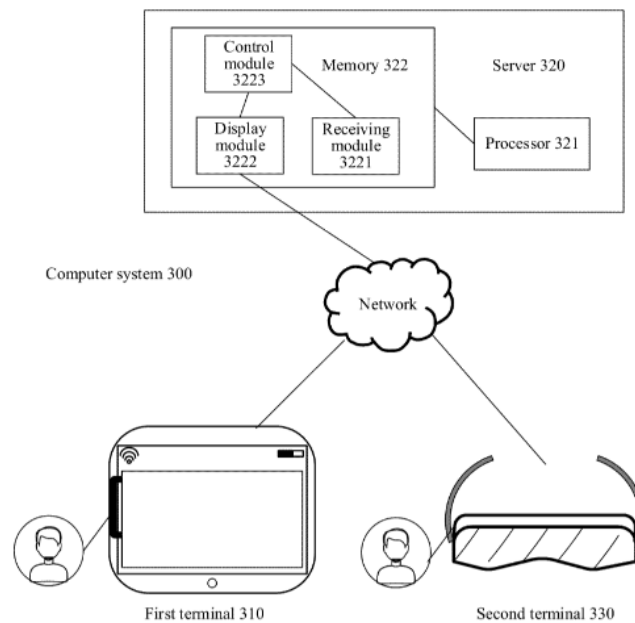 Control
module
3223
Memory 322
Server 320
Display
module
3222
Receiving
module
3221
Processor 321
Computer system 300
Network
First terminal 310
Second terminal 330